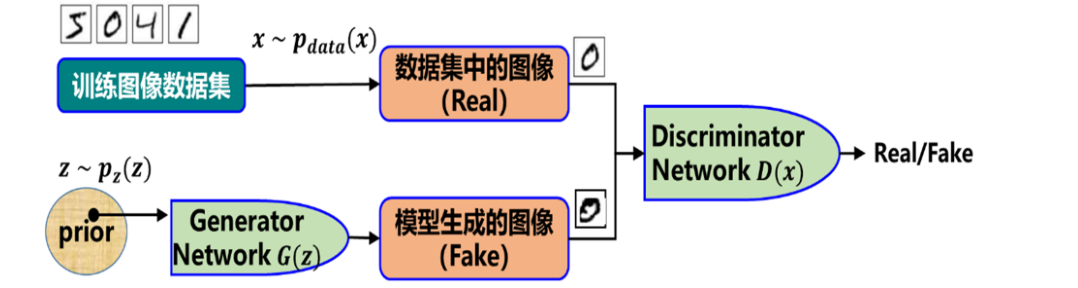 5 0 4 1
x ~ p_data(x)
训练图像数据集
数据集中的图像
(Real)
0
Discriminator
Network D(x)
Real/Fake
z ~ p_z(z)
prior
Generator
Network G(z)
模型生成的图像
(Fake)